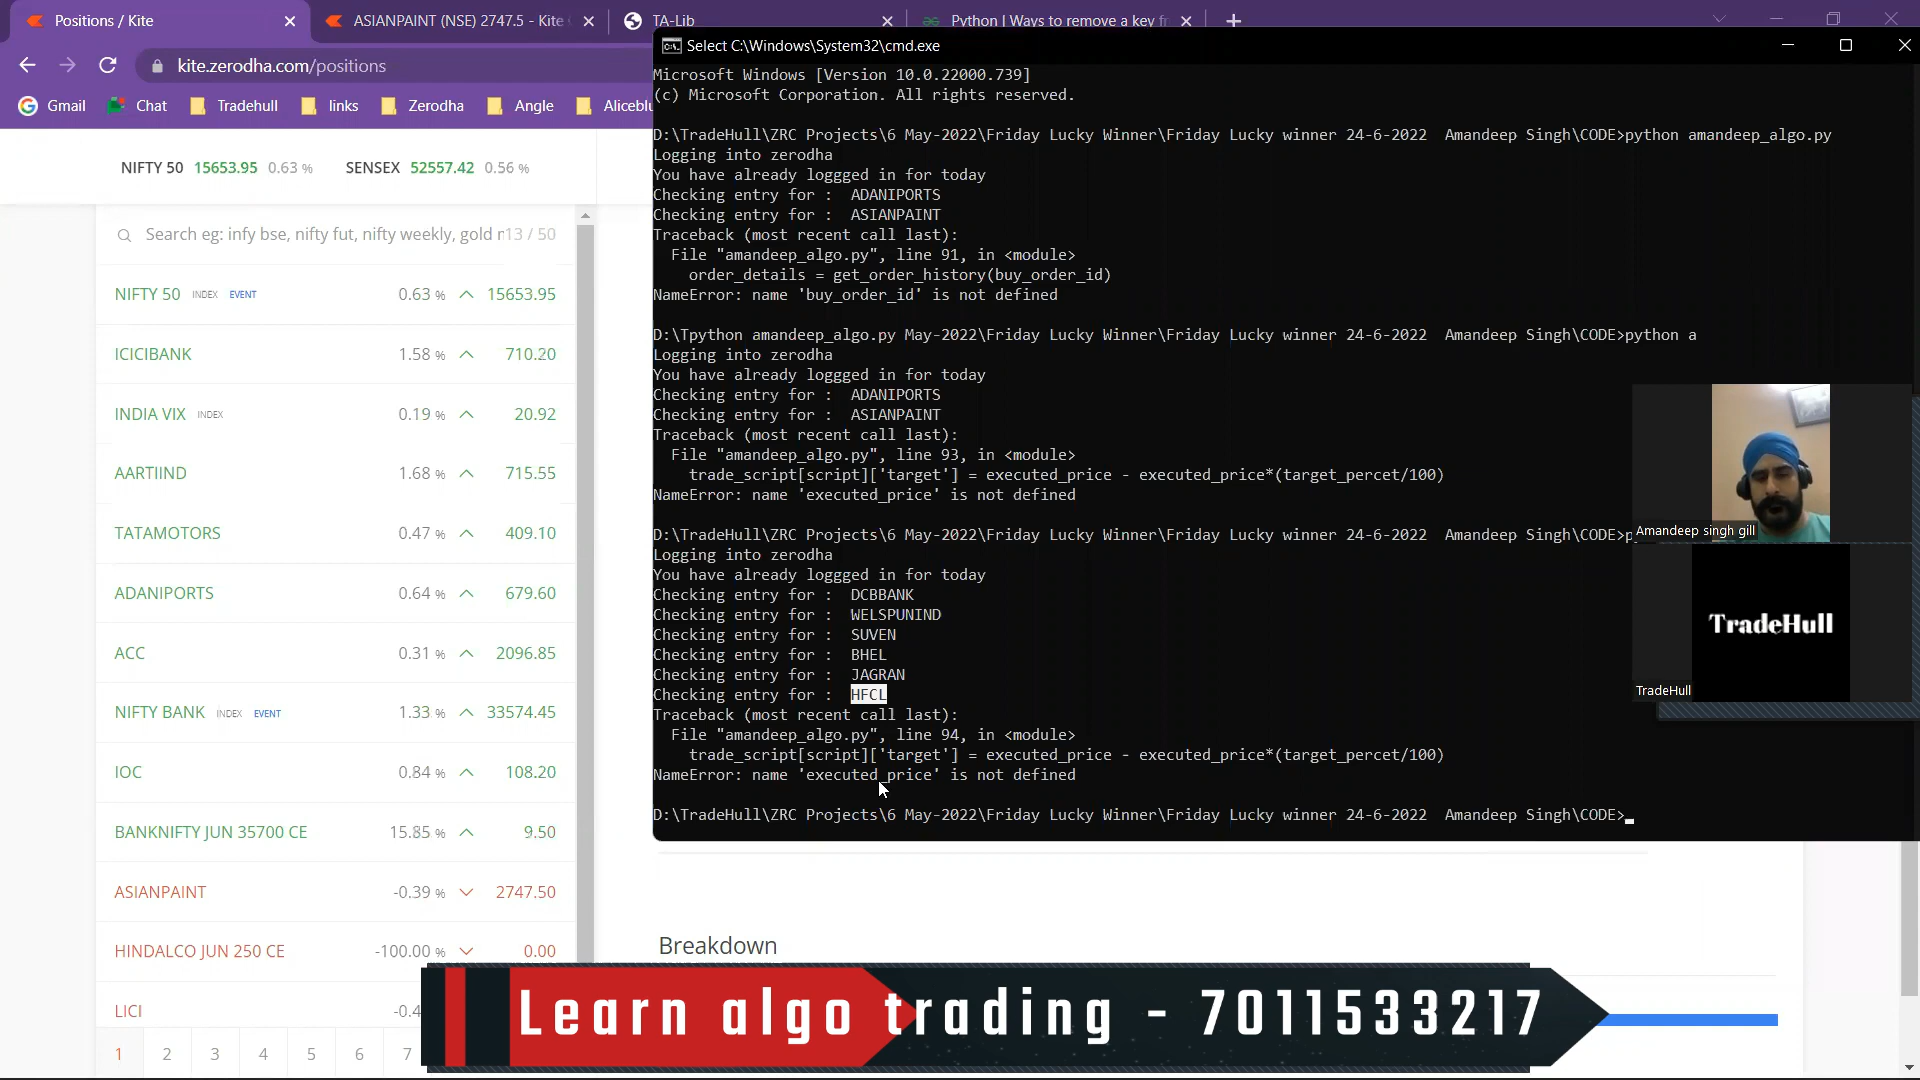 Positions / Kite
ASIANPAINT (NSE) 2747.5 - Kite
TA-Lib
Python | Ways to remove a key fr
kite.zerodha.com/positions
Gmail
Chat
Tradehull
links
Zerodha
Angle
Aliceblu
NIFTY 50 15653.95 0.63 %
SENSEX 52557.42 0.56 %
Search eg: infy bse, nifty fut, nifty weekly, gold r 13 / 50
NIFTY 50 INDEX EVENT 0.63 % 15653.95
ICICIBANK 1.58 % 710.20
INDIA VIX INDEX 0.19 % 20.92
AARTIIND 1.68 % 715.55
TATAMOTORS 0.47 % 409.10
ADANIPORTS 0.64 % 679.60
ACC 0.31 % 2096.85
NIFTY BANK INDEX EVENT 1.33 % 33574.45
IOC 0.84 % 108.20
BANKNIFTY JUN 35700 CE 15.85 % 9.50
ASIANPAINT -0.39 % 2747.50
HINDALCO JUN 250 CE -100.00 % 0.00
LICI -0.4
1 2 3 4 5 6 7
Select C:\Windows\System32\cmd.exe
Microsoft Windows [Version 10.0.22000.739]
(c) Microsoft Corporation. All rights reserved.
D:\TradeHull\ZRC Projects\6 May-2022\Friday Lucky Winner\Friday Lucky winner 24-6-2022  Amandeep Singh\CODE>python amandeep_algo.py
Logging into zerodha
You have already loggged in for today
Checking entry for :  ADANIPORTS
Checking entry for :  ASIANPAINT
Traceback (most recent call last):
File "amandeep_algo.py", line 91, in <module>
order_details = get_order_history(buy_order_id)
NameError: name 'buy_order_id' is not defined
D:\Tpython amandeep_algo.py May-2022\Friday Lucky Winner\Friday Lucky winner 24-6-2022  Amandeep Singh\CODE>python a
Logging into zerodha
You have already loggged in for today
Checking entry for :  ADANIPORTS
Checking entry for :  ASIANPAINT
Traceback (most recent call last):
File "amandeep_algo.py", line 93, in <module>
trade_script[script]['target'] = executed_price - executed_price*(target_percet/100)
NameError: name 'executed_price' is not defined
D:\TradeHull\ZRC Projects\6 May-2022\Friday Lucky Winner\Friday Lucky winner 24-6-2022  Amandeep Singh\CODE>p
Logging into zerodha
You have already loggged in for today
Checking entry for :  DCBBANK
Checking entry for :  WELSPUNIND
Checking entry for :  SUVEN
Checking entry for :  BHEL
Checking entry for :  JAGRAN
Checking entry for :  HFCL
Traceback (most recent call last):
File "amandeep_algo.py", line 94, in <module>
trade_script[script]['target'] = executed_price - executed_price*(target_percet/100)
NameError: name 'executed_price' is not defined
D:\TradeHull\ZRC Projects\6 May-2022\Friday Lucky Winner\Friday Lucky winner 24-6-2022  Amandeep Singh\CODE>
Amandeep singh gill
TradeHull
TradeHull
Breakdown
Learn algo trading - 7011533217